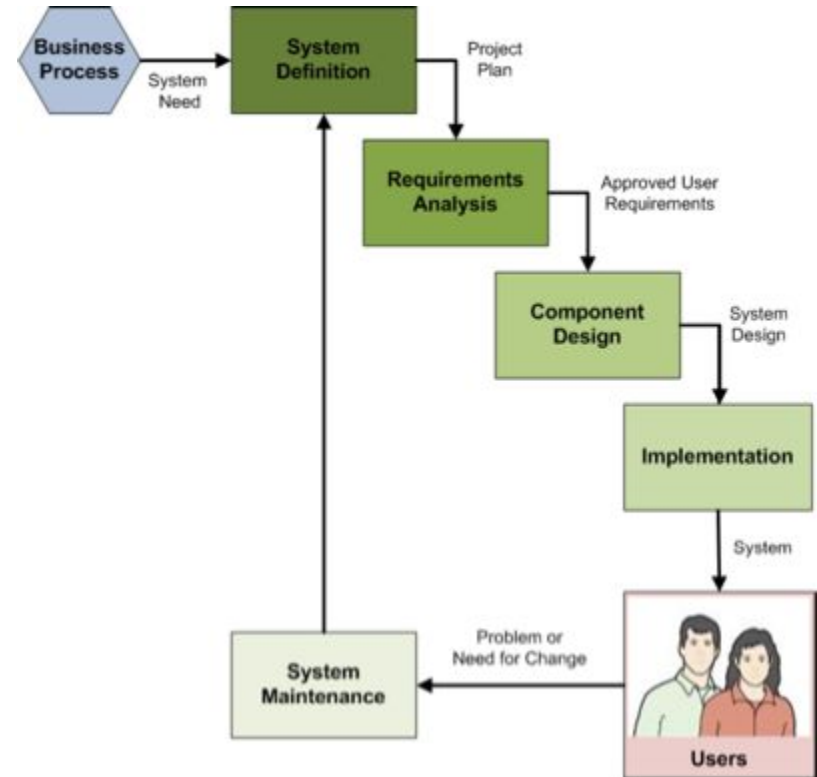 Business
Process
System
Need
System
Definition
Project
Plan
Requirements
Analysis
Approved User
Requirements
Component
Design
System
Design
Implementation
System
Users
Problem or
Need for Change
System
Maintenance